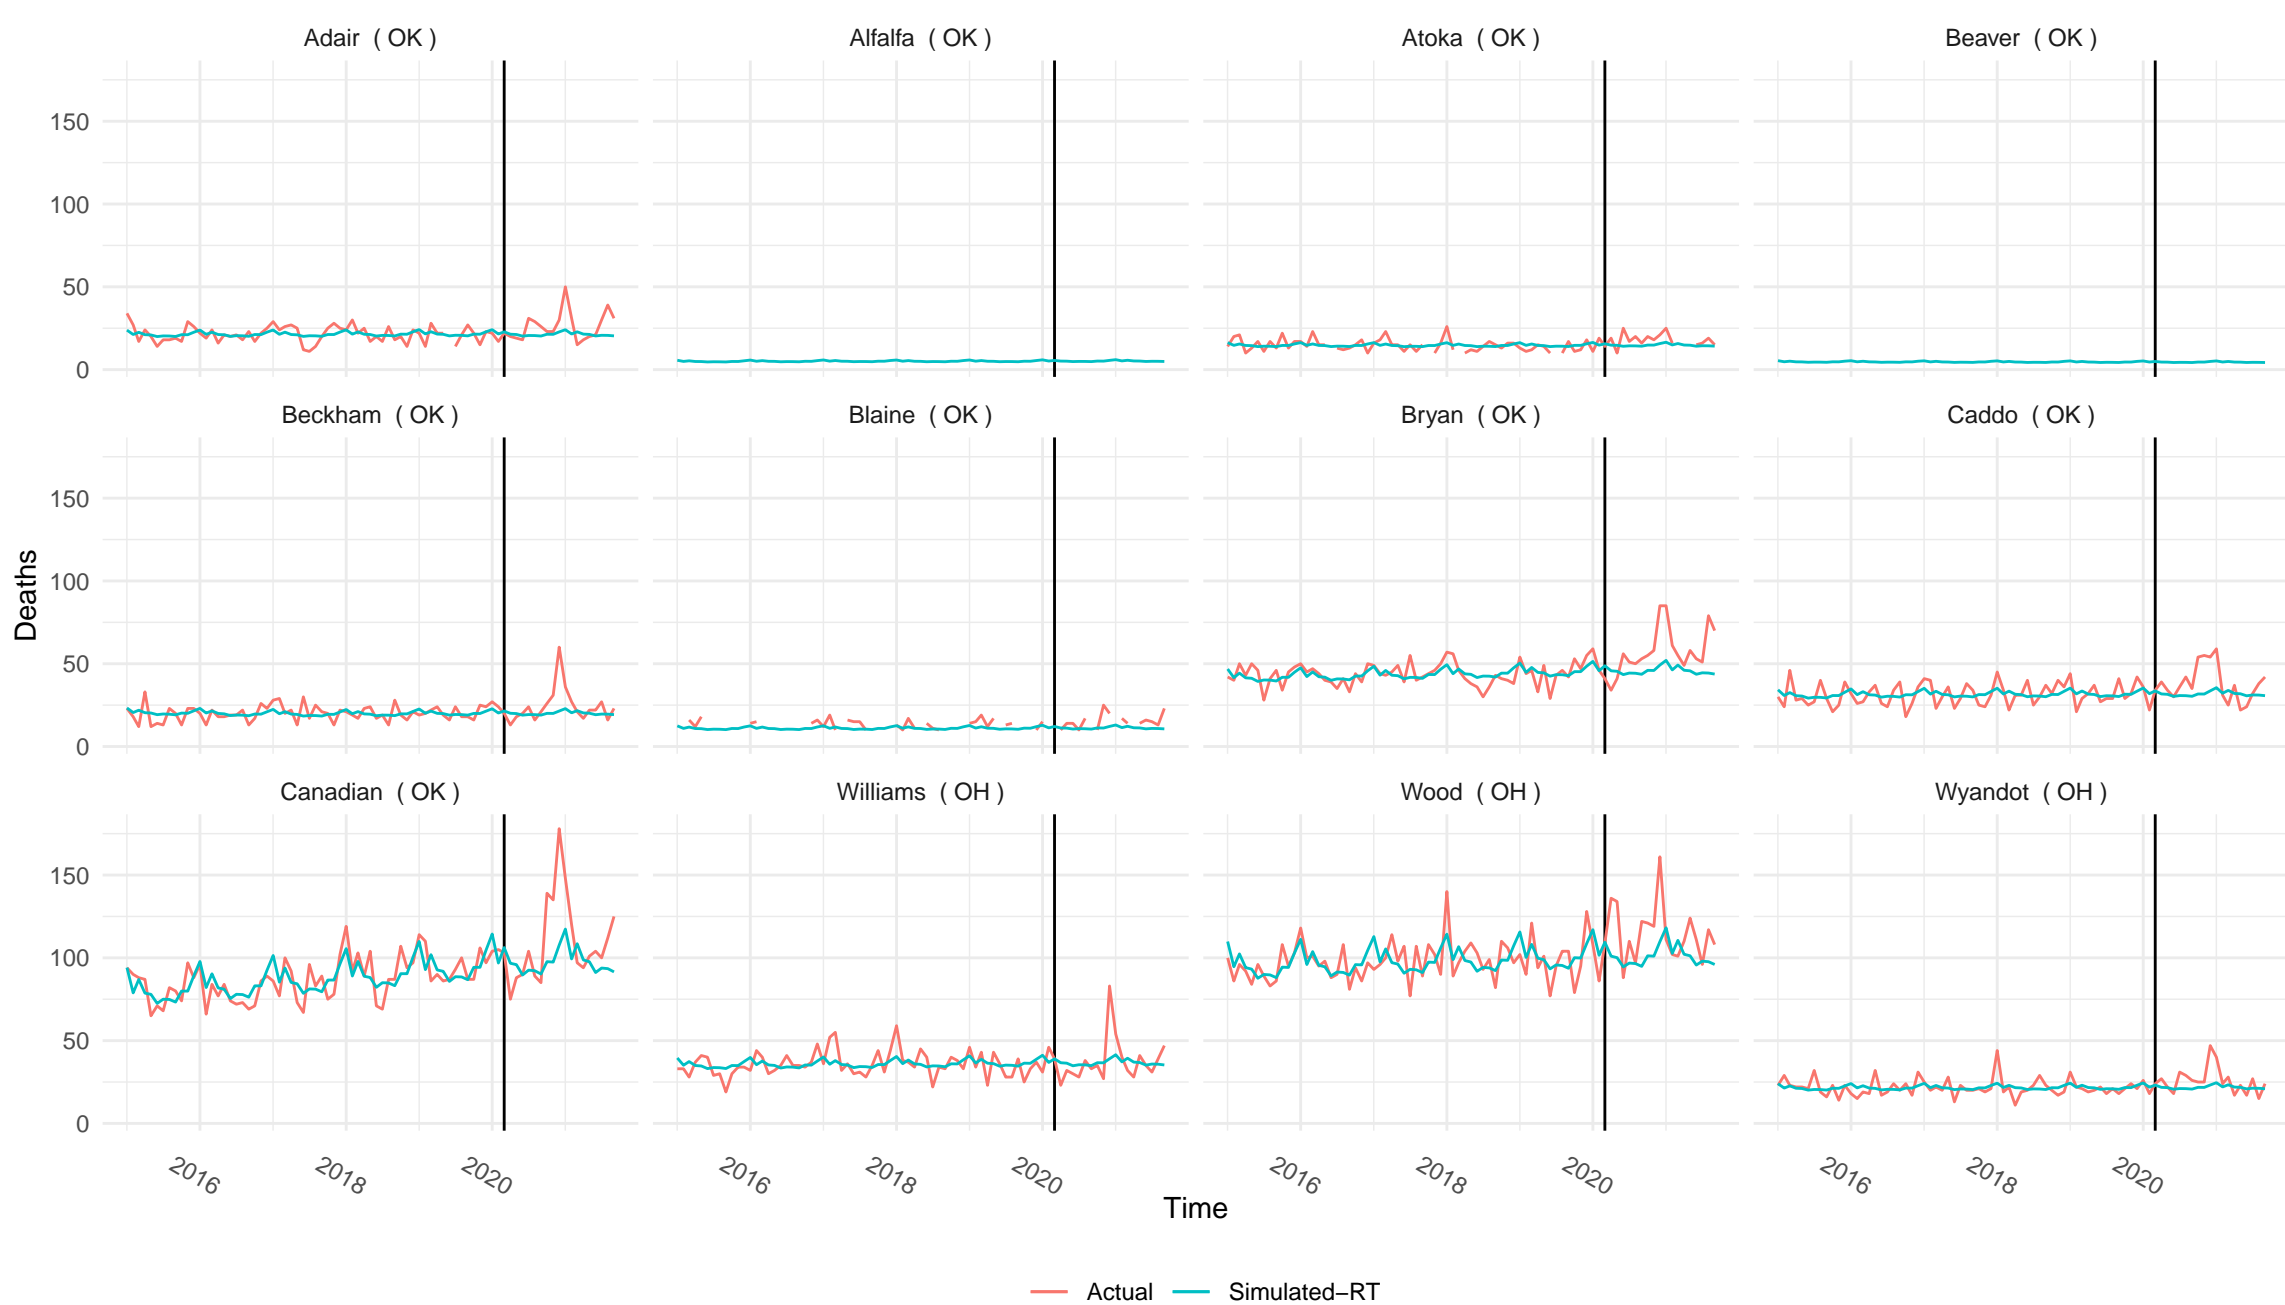 Adair ( OK )
Alfalfa ( OK )
Atoka ( OK )
Beaver ( OK )
150
100
50
0
Beckham ( OK )
Blaine ( OK )
Bryan ( OK )
Caddo ( OK )
150
100
50
0
Deaths
Canadian ( OK )
Williams ( OH )
Wood ( OH )
Wyandot ( OH )
150
100
50
0
2016 2018 2020
2016 2018 2020
2016 2018 2020
2016 2018 2020
Time
Actual Simulated−RT